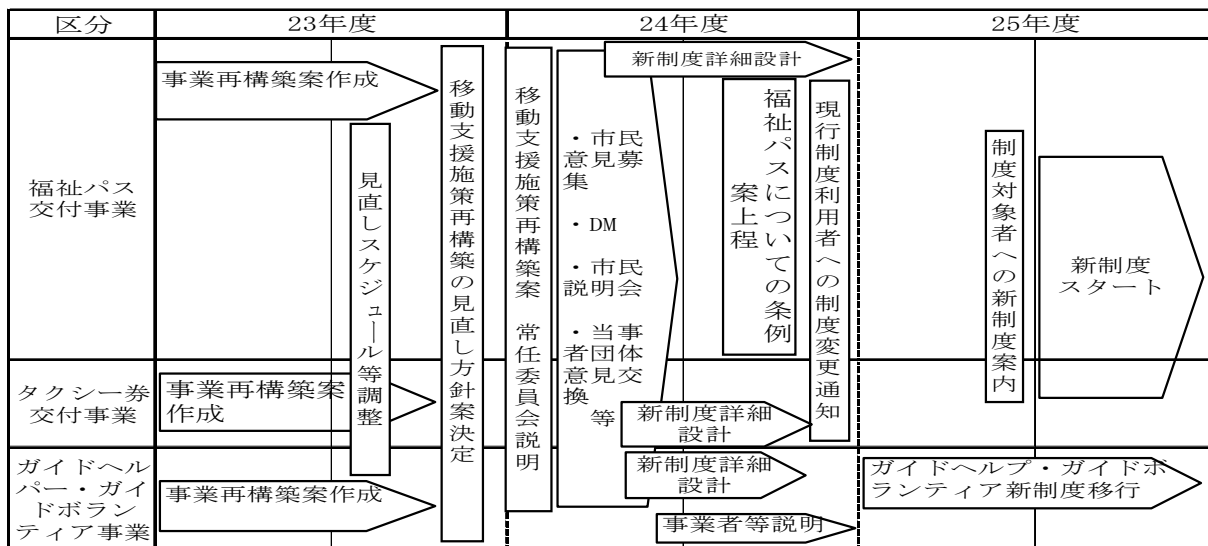 区分
23年度
24年度
25年度
福祉パス
交付事業
事業再構築案作成
見直しスケジュール等調整
移動支援施策再構築の見直し方針案決定
移動支援施策再構築案 常任委員会説明
・市民
意見募
集
・DM
・市民
説明会
・当事
者団体
意見交
換 等
新制度詳細設計
福祉パスについての条例
案上程
現行制度利用者への制度変更通知
制度対象者への新制度案内
新制度
スタート
タクシー券
交付事業
事業再構築案
作成
新制度詳細
設計
ガイドヘル
パー・ガイ
ドボラン
ティア事業
事業再構築案作成
新制度詳細
設計
事業者等説明
ガイドヘルプ・ガイドボ
ランティア新制度移行